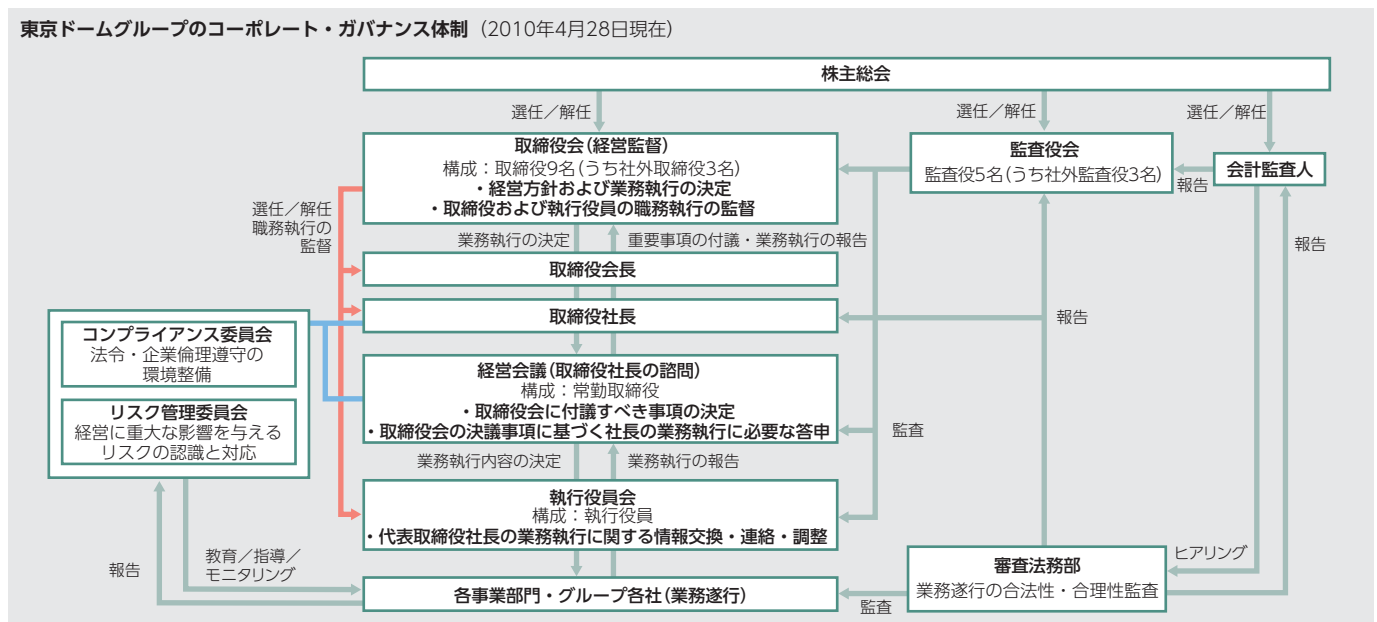 東京ドームグループのコーポレート・ガバナンス体制(2010年4月28日現在)
株主総会
選任／解任
選任／解任
選任／解任
取締役会(経営監督)
構成：取締役9名(うち社外取締役3名)
・経営方針および業務執行の決定
・取締役および執行役員の職務執行の監督
監査役会
監査役5名(うち社外監査役3名)
報告
会計監査人
選任／解任
職務執行の
監督
業務執行の決定
重要事項の付議・業務執行の報告
報告
取締役会長
取締役社長
報告
コンプライアンス委員会
法令・企業倫理遵守の
環境整備
リスク管理委員会
経営に重大な影響を与える
リスクの認識と対応
経営会議(取締役社長の諮問)
構成：常勤取締役
・取締役会に付議すべき事項の決定
・取締役会の決議事項に基づく社長の業務執行に必要な答申
監査
業務執行内容の決定
業務執行の報告
執行役員会
構成：執行役員
・代表取締役社長の業務執行に関する情報交換・連絡・調整
報告
教育／指導／
モニタリング
各事業部門・グループ各社(業務遂行)
監査
審査法務部
業務遂行の合法性・合理性監査
ヒアリング